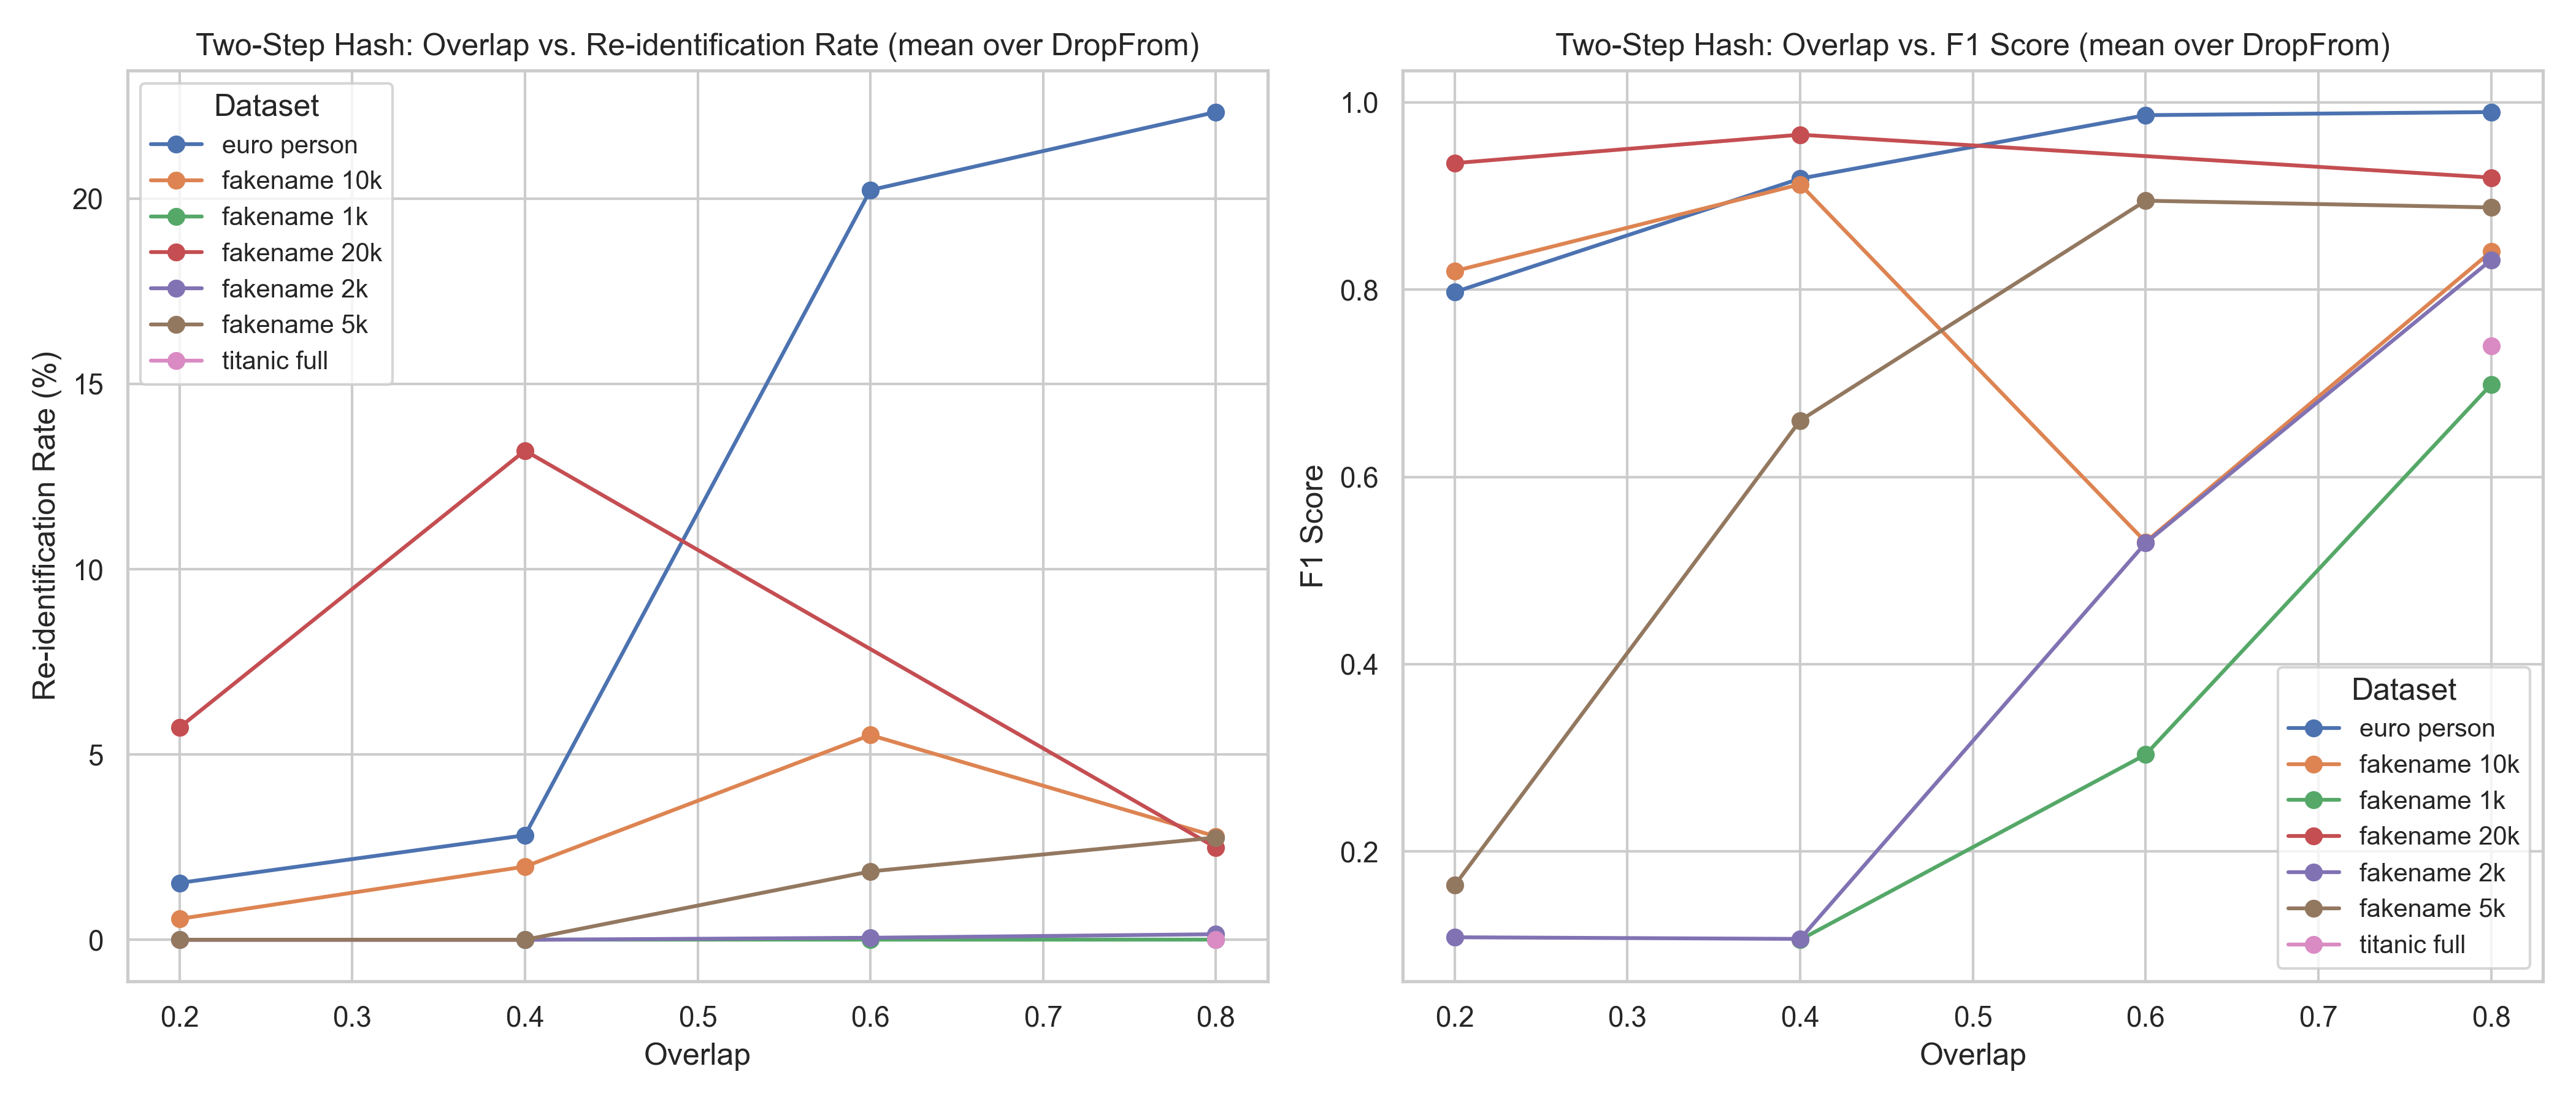 Two-Step Hash: Overlap vs. Re-identification Rate (mean over DropFrom)
Re-identification Rate (%)
20
15
10
5
0
Dataset
euro person
fakename 10k
fakename 1k
fakename 20k
fakename 2k
fakename 5k
titanic full
0.2 0.3 0.4 0.5 0.6 0.7 0.8
Overlap
Two-Step Hash: Overlap vs. F1 Score (mean over DropFrom)
F1 Score
1.0
0.8
0.6
0.4
0.2
Dataset
euro person
fakename 10k
fakename 1k
fakename 20k
fakename 2k
fakename 5k
titanic full
0.2 0.3 0.4 0.5 0.6 0.7 0.8
Overlap